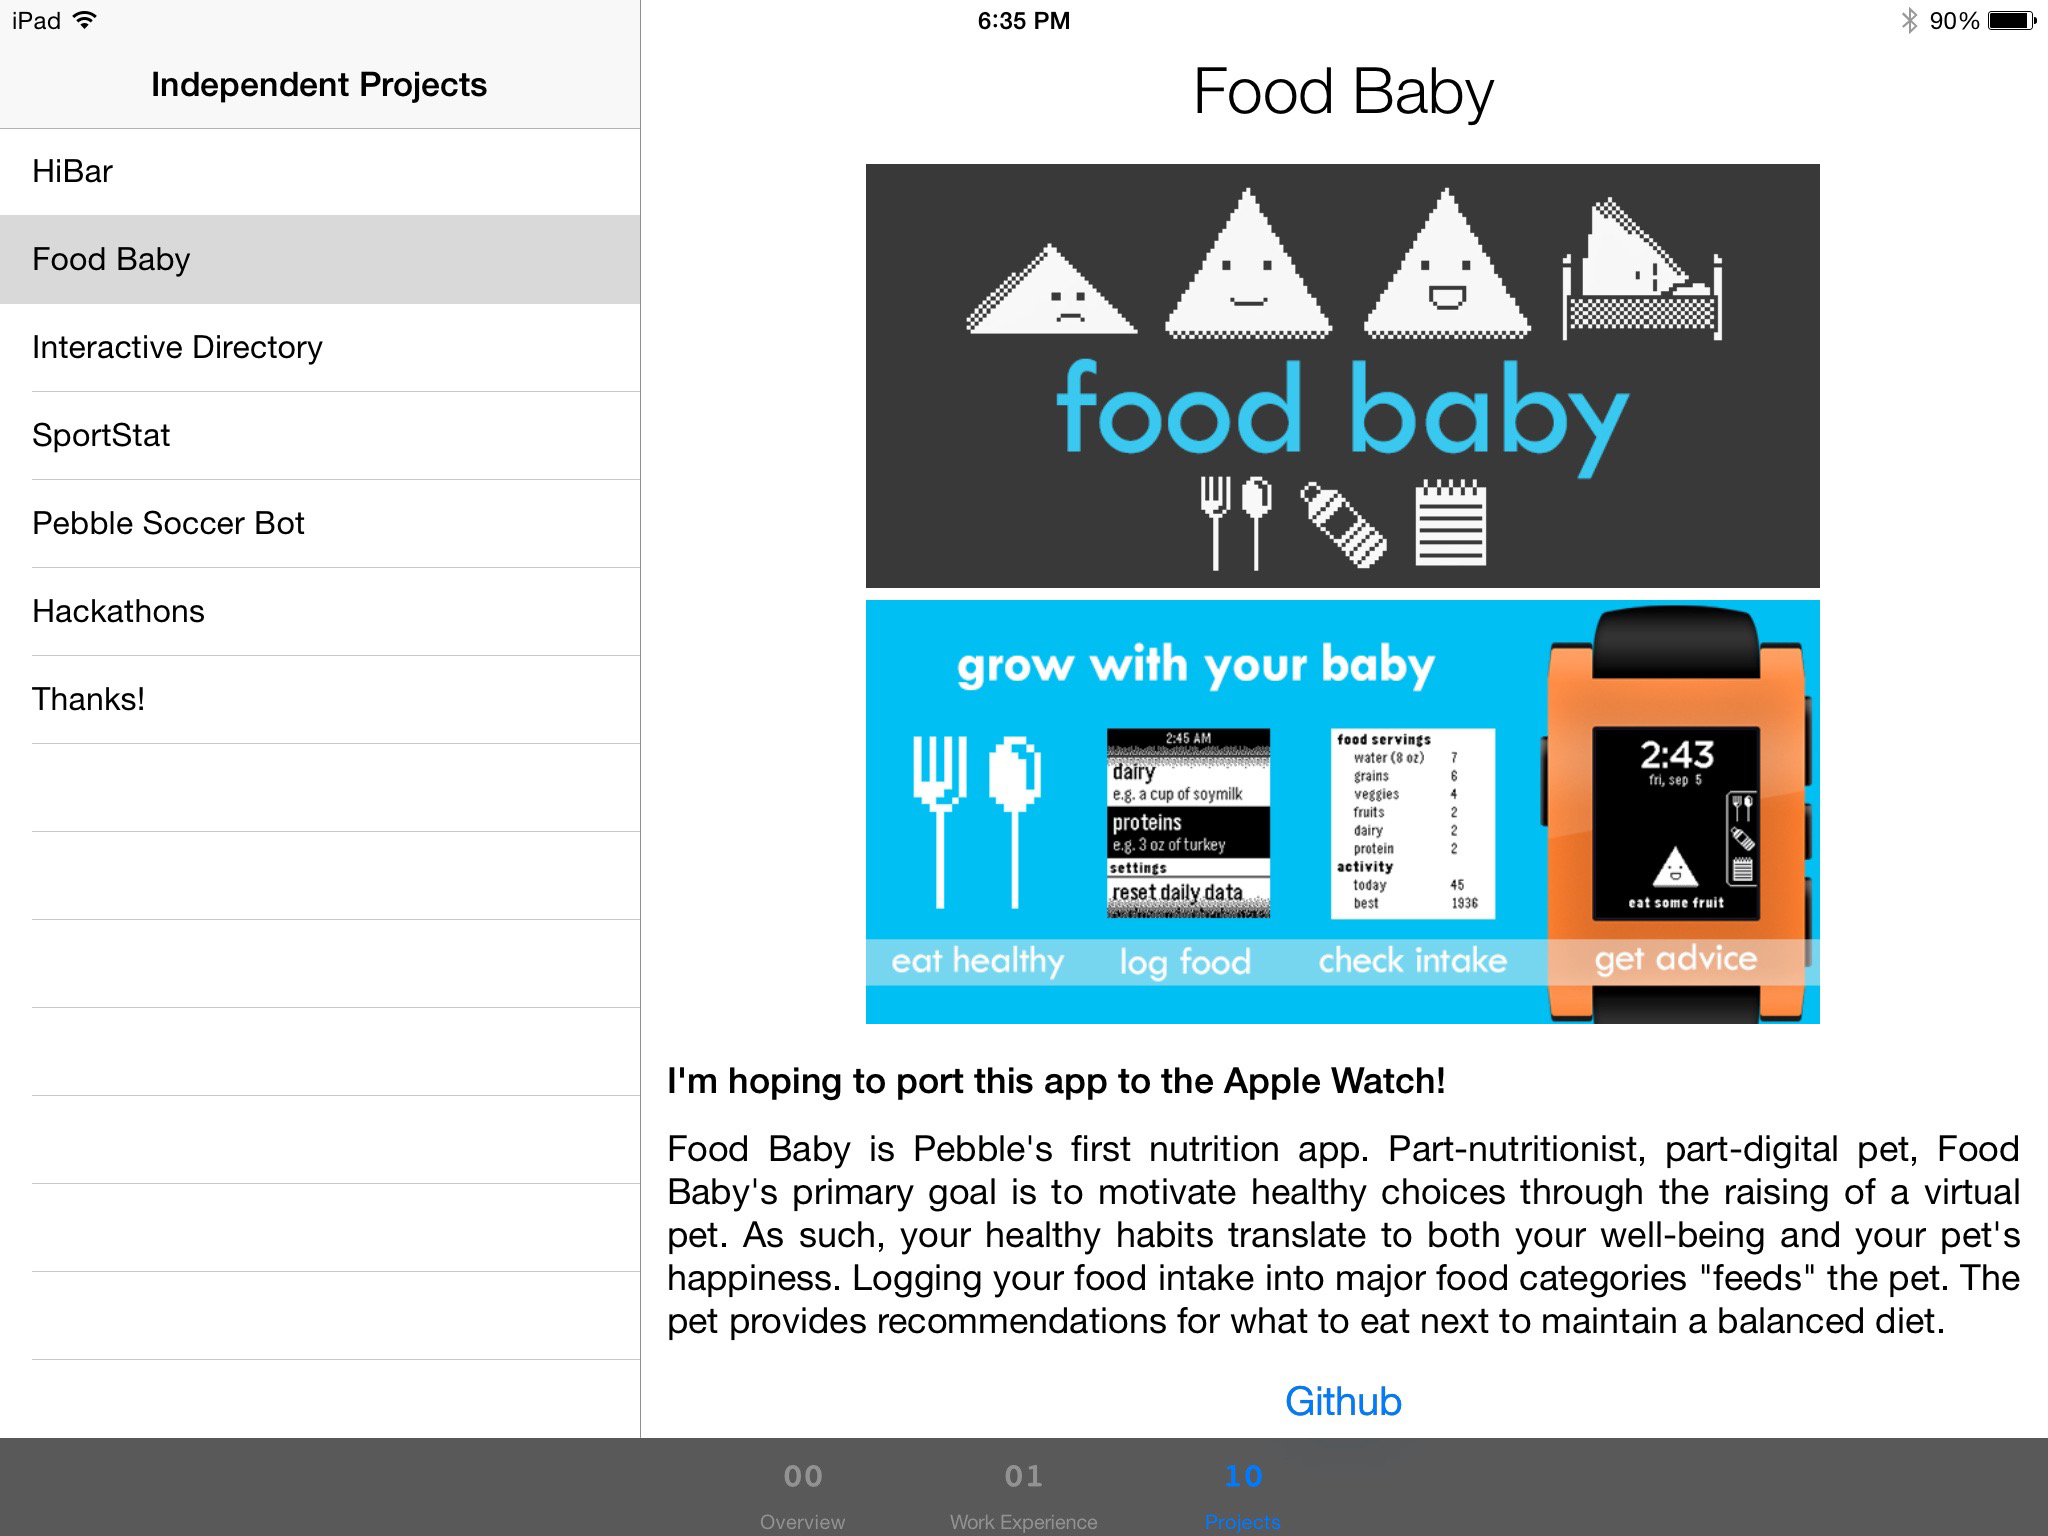 iPad
6:35 PM
90%
Independent Projects
HiBar
Food Baby
Interactive Directory
SportStat
Pebble Soccer Bot
Hackathons
Thanks!
Food Baby
food baby
grow with your baby
2:45 AM
dairy
e.g. a cup of soymilk
proteins
e.g. 3 oz of turkey
settings
reset daily data
food servings
water (8 oz) 7
grains 6
veggies 4
fruits 2
dairy 2
protein 2
activity
today 45
best 1936
2:43
fri, sep 5
eat some fruit
eat healthy
log food
check intake
get advice
I'm hoping to port this app to the Apple Watch!
Food Baby is Pebble's first nutrition app. Part-nutritionist, part-digital pet, Food
Baby's primary goal is to motivate healthy choices through the raising of a virtual
pet. As such, your healthy habits translate to both your well-being and your pet's
happiness. Logging your food intake into major food categories "feeds" the pet. The
pet provides recommendations for what to eat next to maintain a balanced diet.
Github
00
Overview
01
Work Experience
10
Projects